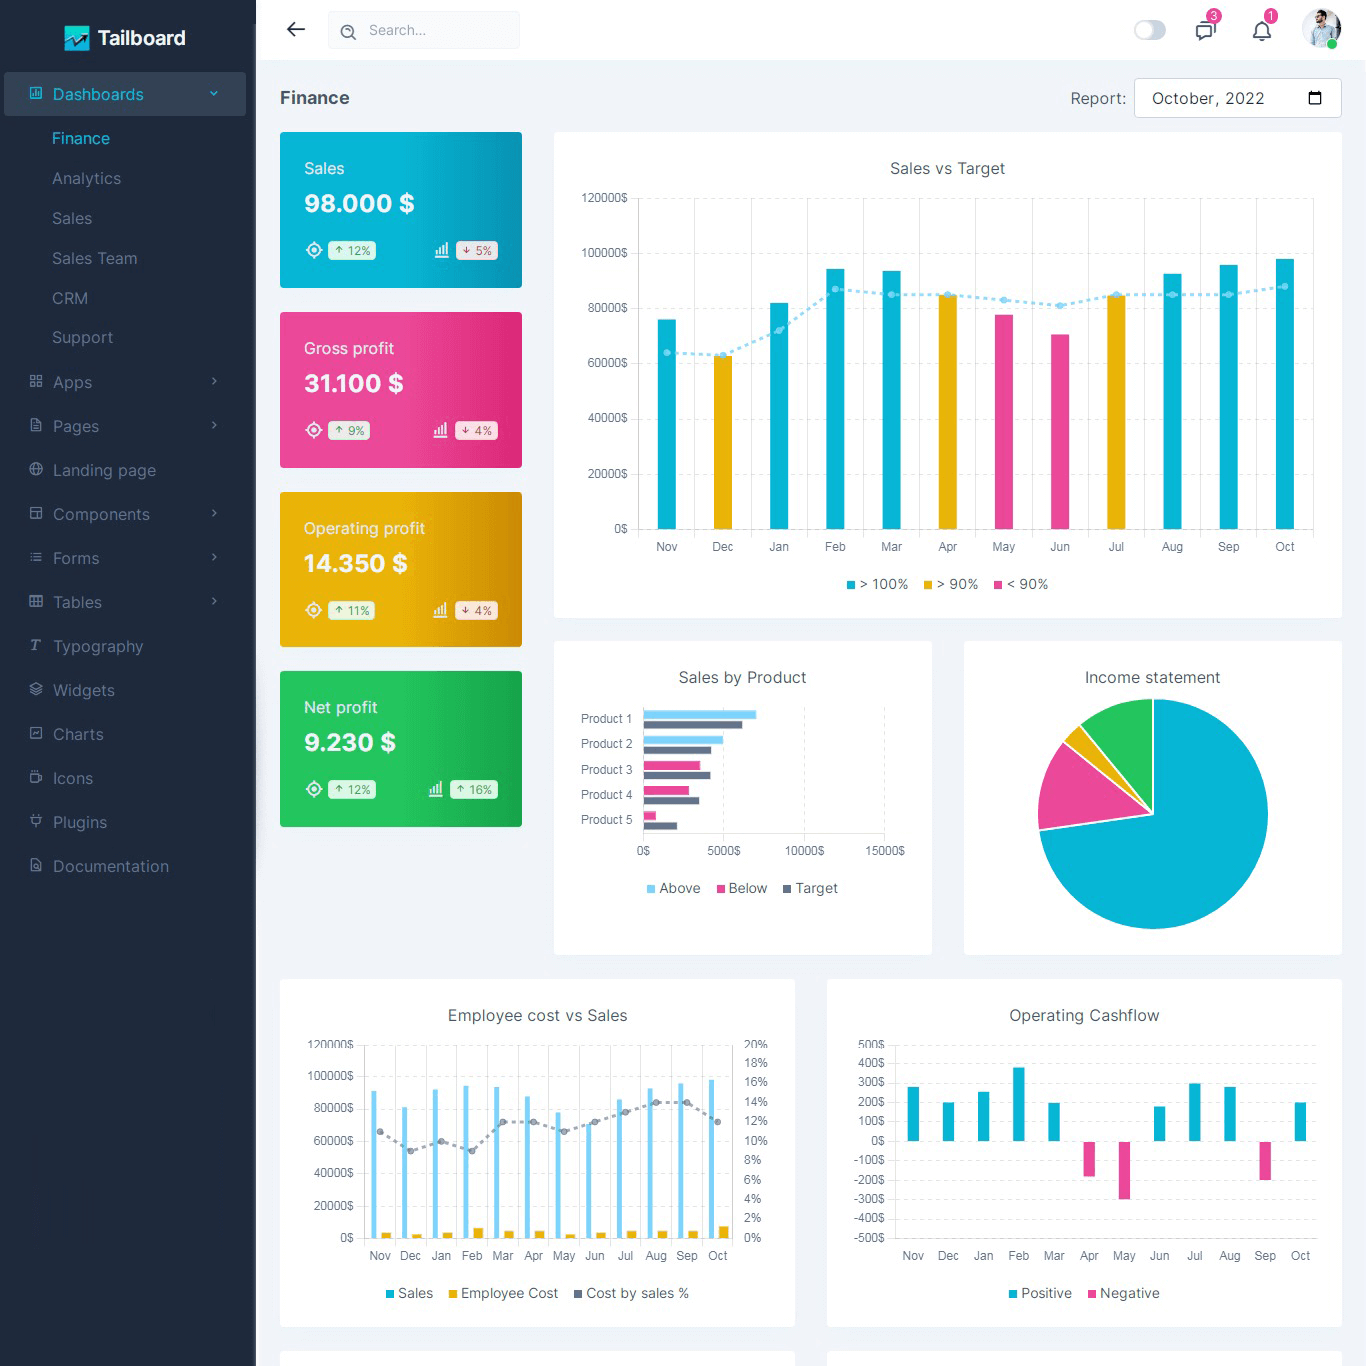 Tailboard
Dashboards
Finance
Analytics
Sales
Sales Team
CRM
Support
Apps
Pages
Landing page
Components
Forms
Tables
Typography
Widgets
Charts
Icons
Plugins
Documentation
Search...
3
1
Finance
Report: October, 2022
Sales
98.000 $
↑ 12% ↓ 5%
Gross profit
31.100 $
↑ 9% ↓ 4%
Operating profit
14.350 $
↑ 11% ↓ 4%
Net profit
9.230 $
↑ 12% ↑ 16%
Sales vs Target
120000$
100000$
80000$
60000$
40000$
20000$
0$
Nov Dec Jan Feb Mar Apr May Jun Jul Aug Sep Oct
> 100% > 90% < 90%
Sales by Product
Product 1
Product 2
Product 3
Product 4
Product 5
0$ 5000$ 10000$ 15000$
Above Below Target
Income statement
Employee cost vs Sales
120000$
100000$
80000$
60000$
40000$
20000$
0$
20%
18%
16%
14%
12%
10%
8%
6%
4%
2%
0%
Nov Dec Jan Feb Mar Apr May Jun Jul Aug Sep Oct
Sales Employee Cost Cost by sales %
Operating Cashflow
500$
400$
300$
200$
100$
0$
-100$
-200$
-300$
-400$
-500$
Nov Dec Jan Feb Mar Apr May Jun Jul Aug Sep Oct
Positive Negative